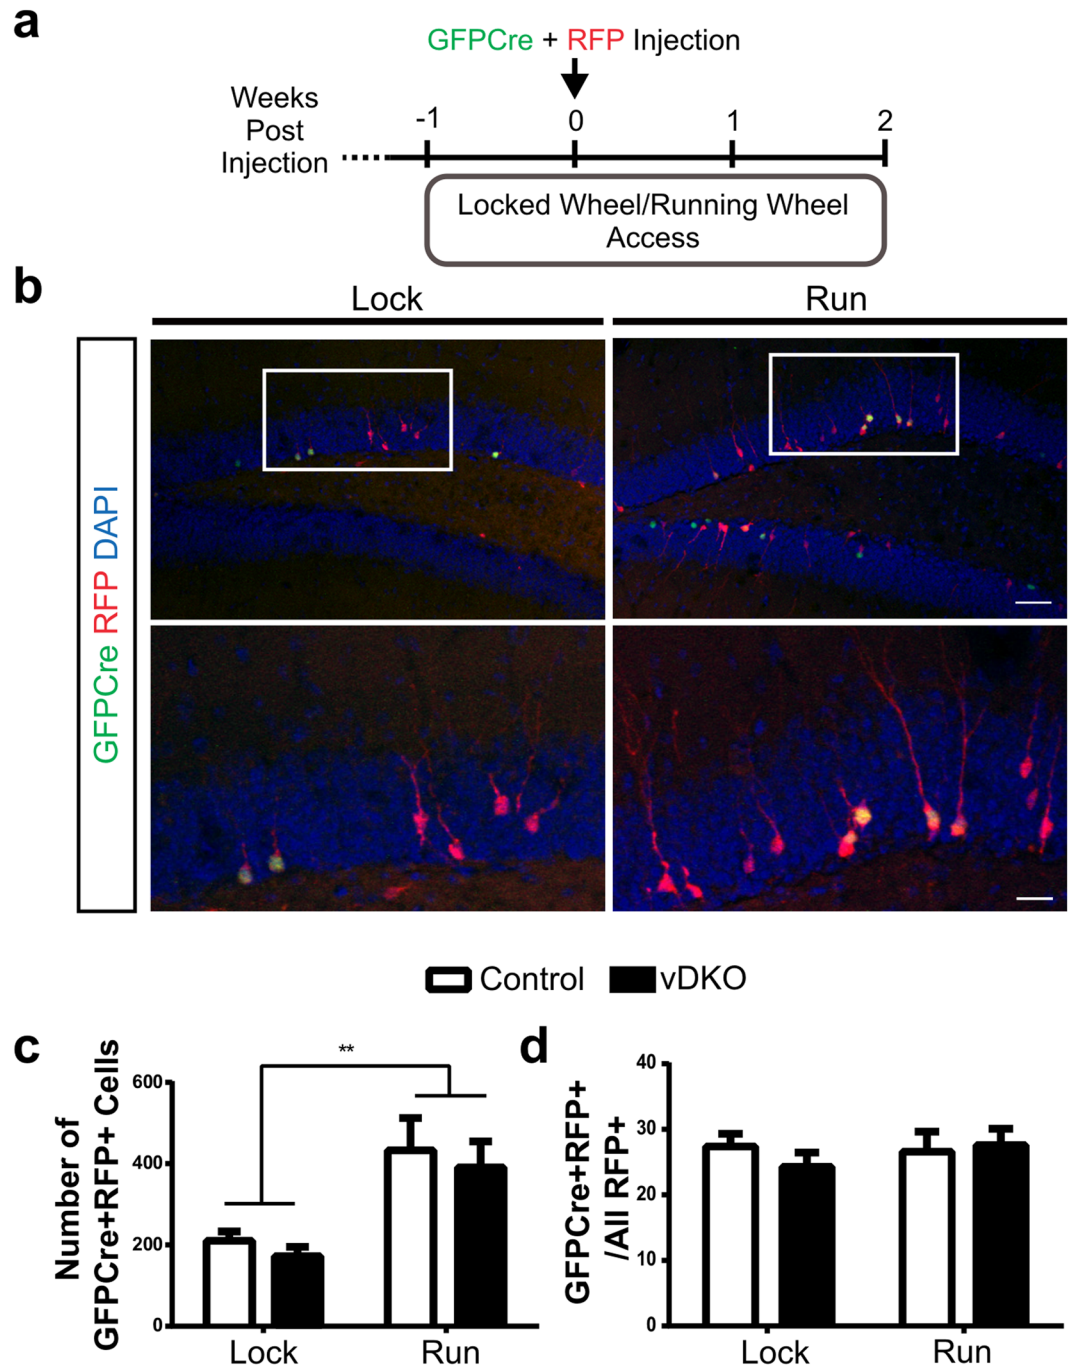 a
GFPCre + RFP Injection
Weeks
Post
Injection
-1
0
1
2
Locked Wheel/Running Wheel
Access
b
Lock
Run
GFPCre RFP DAPI
Control
vDKO
c
**
Number of
GFPCre+RFP+ Cells
600
400
200
0
Lock
Run
d
GFPCre+RFP+
/All RFP+
40
30
20
10
0
Lock
Run